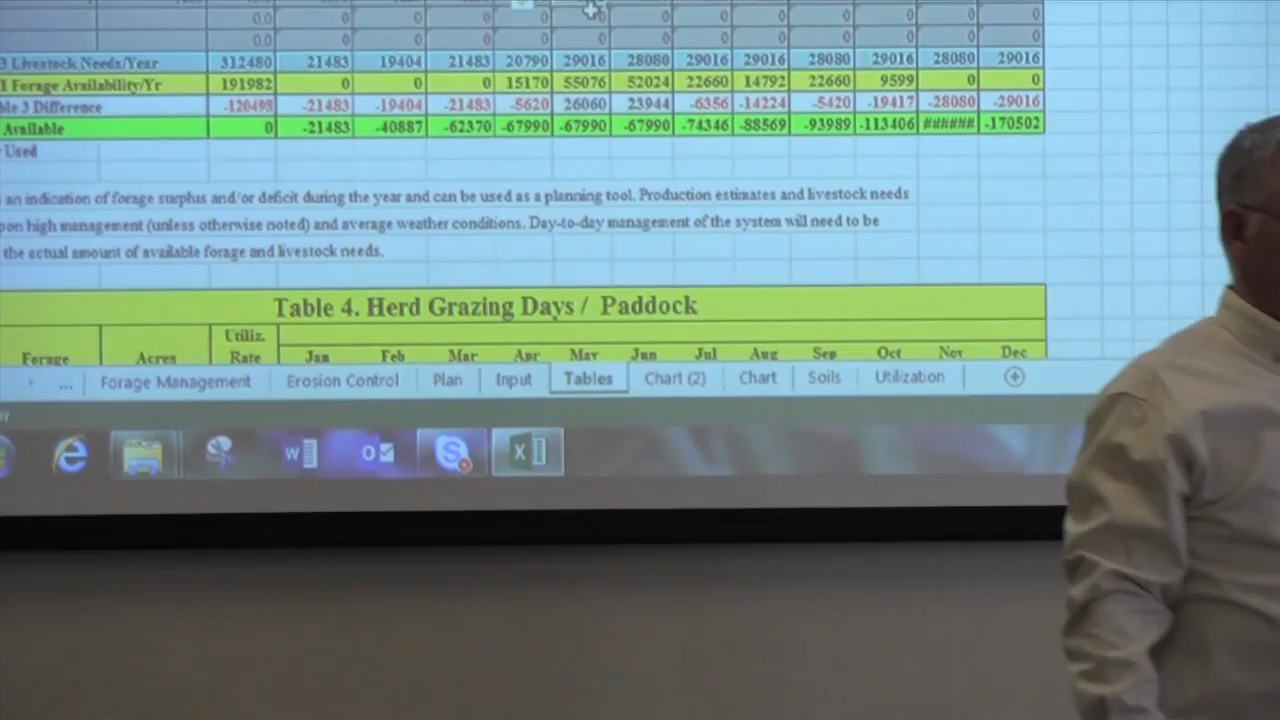 0.0 0 0 0 0 0 0 0 0 0 0 0
0.0 0 0 0 0 0 0 0 0 0 0 0 0
3 Livestock Needs/Year 312480 21483 19404 21483 20790 29016 28080 29016 29016 28080 29016 28080 29016
1 Forage Availability/Yr 191982 0 0 0 15170 55076 52024 22660 14792 22660 9599 0 0
ble 3 Difference -120498 -21483 -19404 -21483 -5620 26060 23944 -6356 -14224 -5420 -19417 -28080 -29016
Available 0 -21483 -40887 -62370 -67990 -67990 -67990 -74346 -88569 -93989 -113406 ###### -170502
Used
an indication of forage surplus and/or deficit during the year and can be used as a planning tool. Production estimates and livestock needs
pon high management (unless otherwise noted) and average weather conditions. Day-to-day management of the system will need to be
the actual amount of available forage and livestock needs.
Table 4. Herd Grazing Days / Paddock
Forage Acres Utiliz. Rate Jan Feb Mar Apr May Jun Jul Aug Sep Oct Nov Dec
... Forage Management Erosion Control Plan Input Tables Chart (2) Chart Soils Utilization